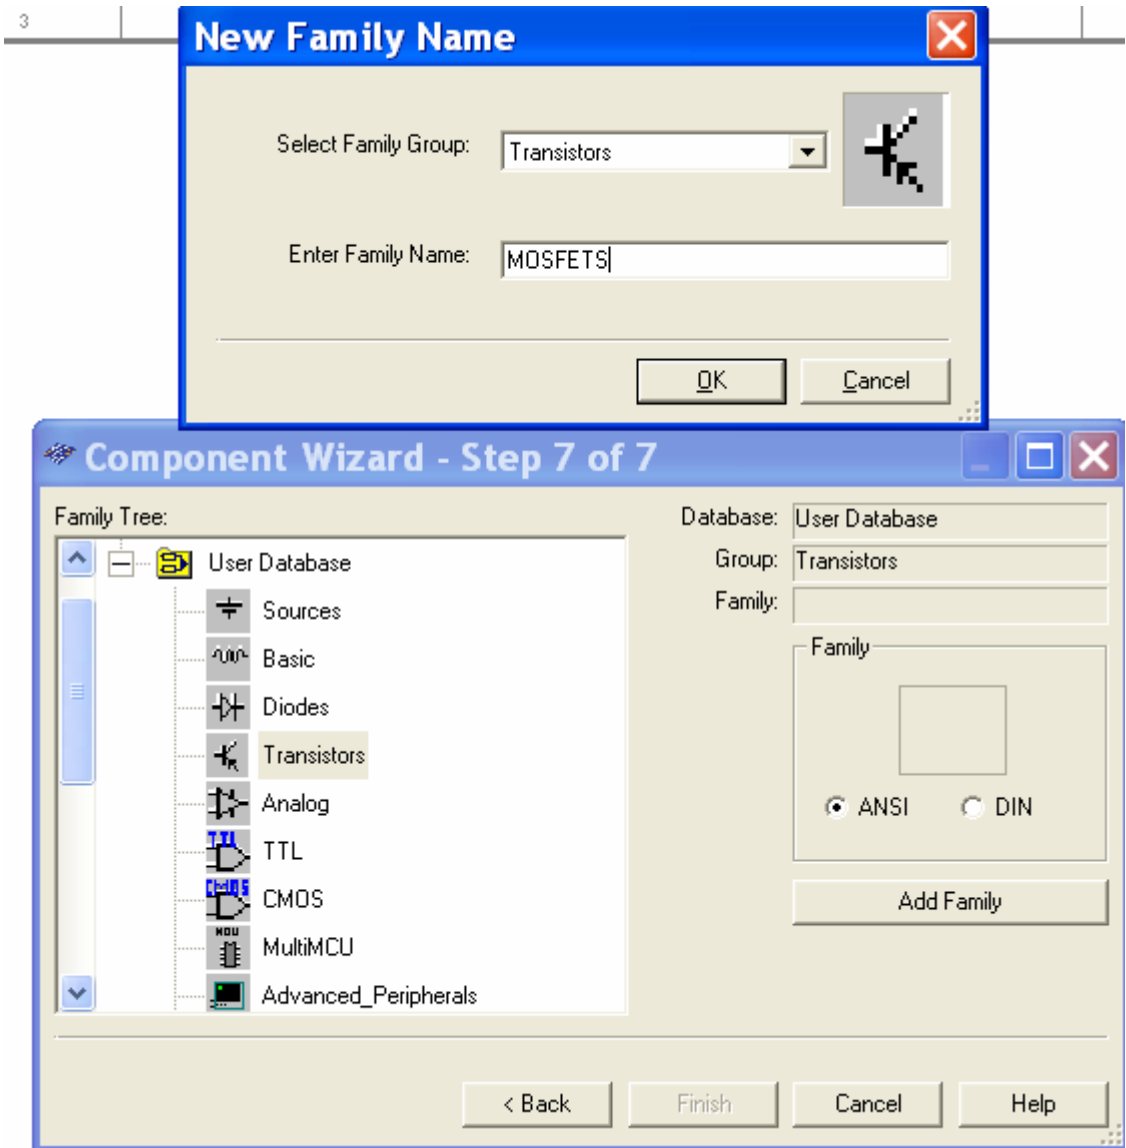 3
New Family Name
Select Family Group: Transistors
Enter Family Name: MOSFETS
OK Cancel
Component Wizard - Step 7 of 7
Family Tree:
User Database
Sources
Basic
Diodes
Transistors
Analog
TTL TTL
CMOS CMOS
MCU MultiMCU
Advanced_Peripherals
Database: User Database
Group: Transistors
Family:
Family
ANSI DIN
Add Family
< Back Finish Cancel Help